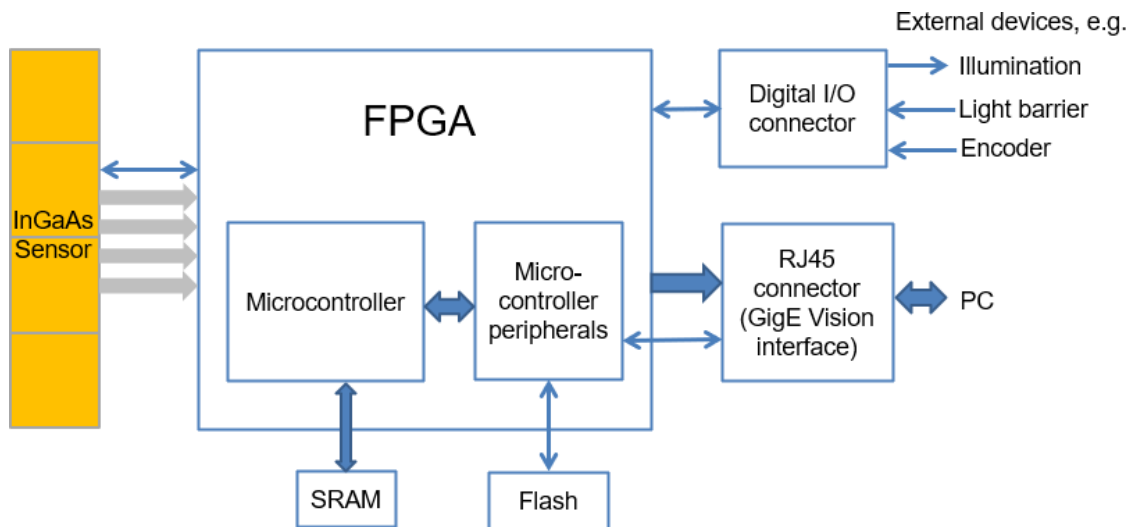 External devices, e.g.
Illumination
Digital I/O
connector
Light barrier
Encoder
FPGA
InGaAs
Sensor
Microcontroller
Micro-
controller
peripherals
RJ45
connector
(GigE Vision
interface)
PC
SRAM
Flash